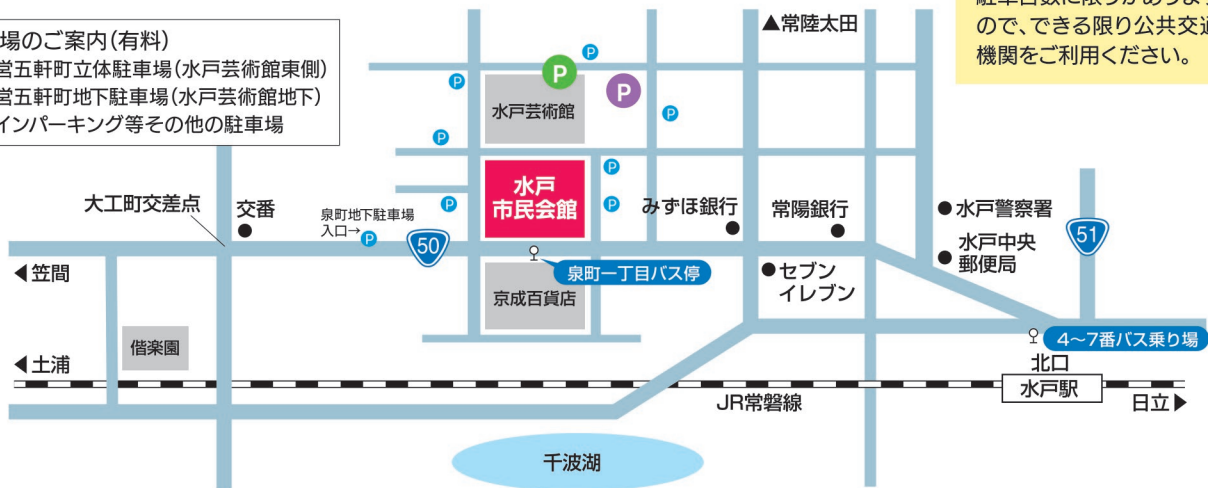 場のご案内(有料)
営五軒町立体駐車場(水戸芸術館東側)
営五軒町地下駐車場(水戸芸術館地下)
インパーキング等その他の駐車場
▲常陸太田
ので、できる限り公共交通
機関をご利用ください。
P
P
P
P
P
P
P
P
P
P
水戸芸術館
水戸
市民会館
大工町交差点
交番
泉町地下駐車場
入口→
P
50
みずほ銀行
常陽銀行
水戸警察署
水戸中央
郵便局
51
◀笠間
泉町一丁目バス停
京成百貨店
セブン
イレブン
偕楽園
4〜7番バス乗り場
◀土浦
北口
水戸駅
JR常磐線
日立▶
千波湖